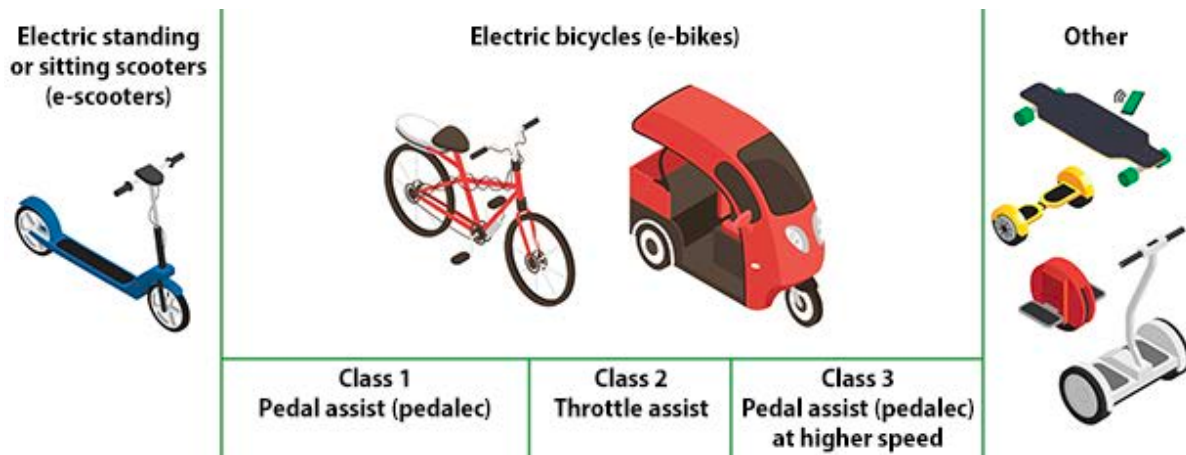 Electric standing
or sitting scooters
(e-scooters)
Electric bicycles (e-bikes)
Other
Class 1
Pedal assist (pedalec)
Class 2
Throttle assist
Class 3
Pedal assist (pedalec)
at higher speed